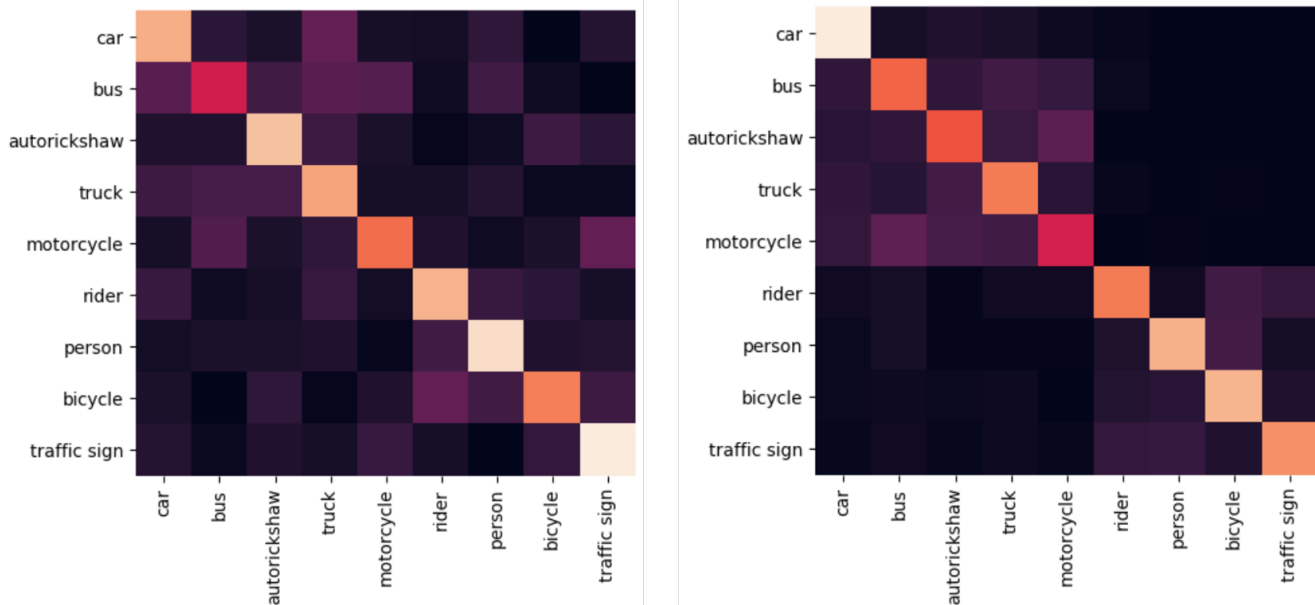 car
bus
autorickshaw
truck
motorcycle
rider
person
bicycle
traffic sign
car
bus
autorickshaw
truck
motorcycle
rider
person
bicycle
traffic sign
car
bus
autorickshaw
truck
motorcycle
rider
person
bicycle
traffic sign
car
bus
autorickshaw
truck
motorcycle
rider
person
bicycle
traffic sign